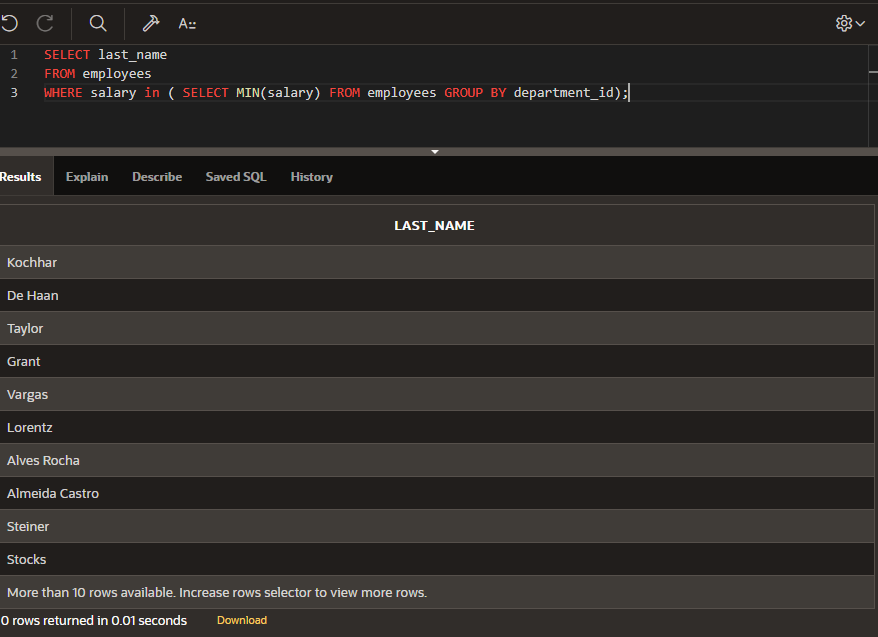 A
1 SELECT last_name
2 FROM employees
3 WHERE salary in ( SELECT MIN(salary) FROM employees GROUP BY department_id);
Results Explain Describe Saved SQL History
LAST_NAME
Kochhar
De Haan
Taylor
Grant
Vargas
Lorentz
Alves Rocha
Almeida Castro
Steiner
Stocks
More than 10 rows available. Increase rows selector to view more rows.
0 rows returned in 0.01 seconds Download